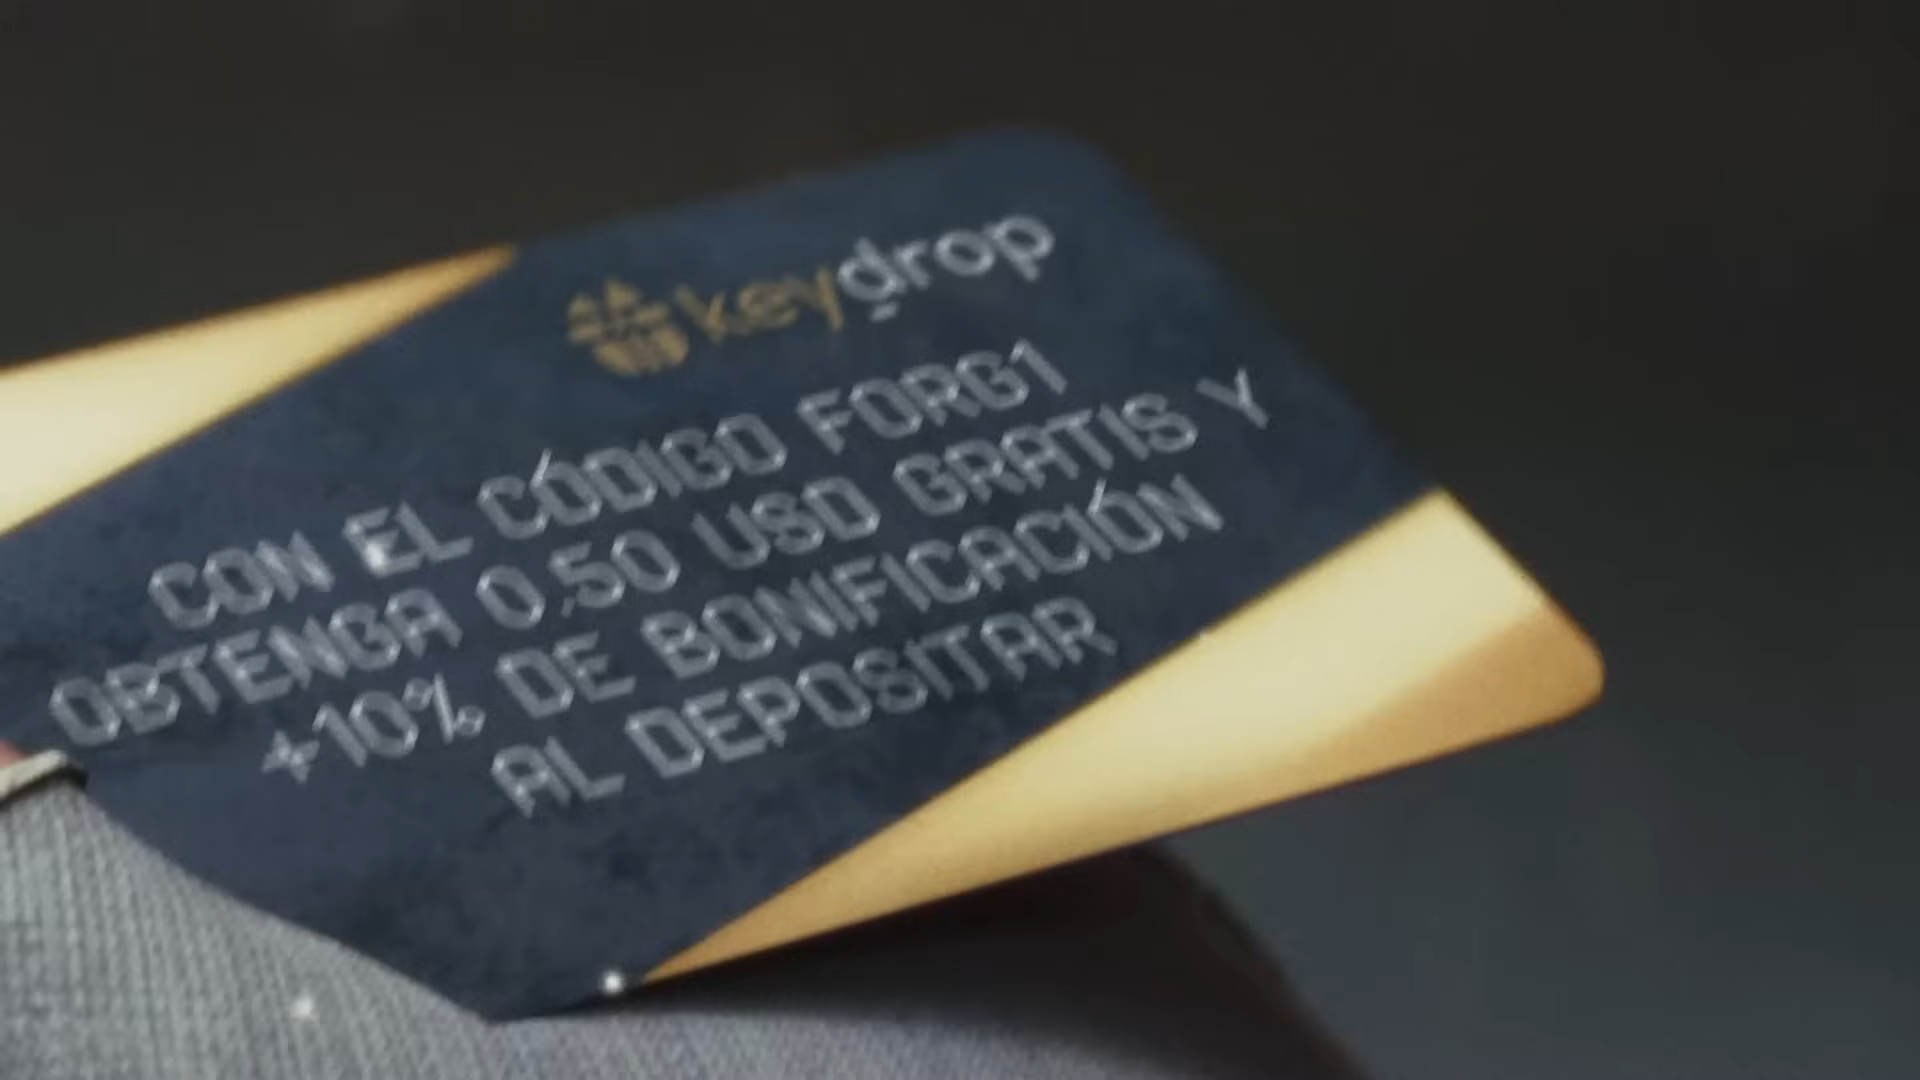 keydrop
CON EL CÓDIGO FORG1
OBTENGA 0.50 USD GRATIS Y
+10% DE BONIFICACIÓN
AL DEPOSITAR